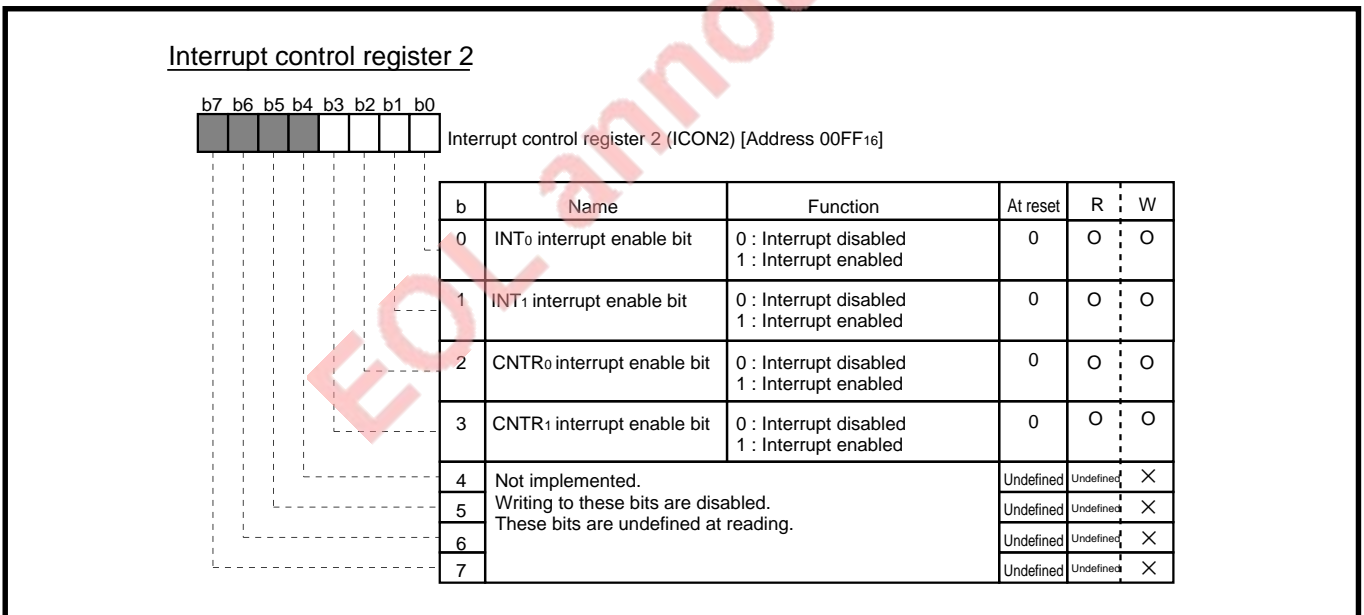 Interrupt control register 2
b7 b6 b5 b4 b3 b2 b1 b0
Interrupt control register 2 (ICON2) [Address 00FF16]
b Name Function At reset R W
0 INT0 interrupt enable bit 0 : Interrupt disabled 0 O O
1 : Interrupt enabled
1 INT1 interrupt enable bit 0 : Interrupt disabled 0 O O
1 : Interrupt enabled
2 CNTR0 interrupt enable bit 0 : Interrupt disabled 0 O O
1 : Interrupt enabled
3 CNTR1 interrupt enable bit 0 : Interrupt disabled 0 O O
1 : Interrupt enabled
4 Not implemented. Undefined Undefined ×
5 Writing to these bits are disabled. Undefined Undefined ×
These bits are undefined at reading.
6 Undefined Undefined ×
7 Undefined Undefined ×
EOL